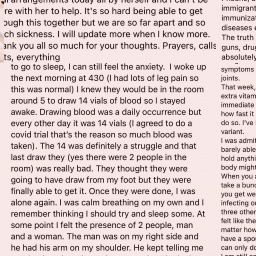 arrangements today all by herself and I can't be
re with her to help. It's so hard being able to get
ough this together but we are so far apart and so
ch sickness. I will update more when I know more.
ank you all so much for your thoughts. Prayers, calls
ts, everything
to go to sleep, I can still feel the anxiety. I woke up
the next morning at 430 (I had lots of leg pain so
this was normal) I knew they would be in the room
around 5 to draw 14 vials of blood so I stayed
awake. Drawing blood was a daily occurrence but
every other day it was 14 vials (I agreed to do a
covid trial that's the reason so much blood was
taken). The 14 was definitely a struggle and that
last draw they (yes there were 2 people in the
room) was really bad. They thought they were
going to have draw from my foot but they were
finally able to get it. Once they were done, I was
alone again. I was calm breathing on my own and I
remember thinking I should try and sleep some. At
some point I felt the presence of 2 people, man
and a woman. The man was on my right side and
he had his arm on my shoulder. He kept telling me
immigrant
immuniza
diseases
The truth
guns, drug
absolutely
symptoms
joints.
That week,
extra vitam
immediate
how fast it
do so. I've
variant.
I was admit
barely able
hold anythi
body might
When you a
take a bunc
you get we
infecting o
three other
felt like the
matter how
have a spo
can only do